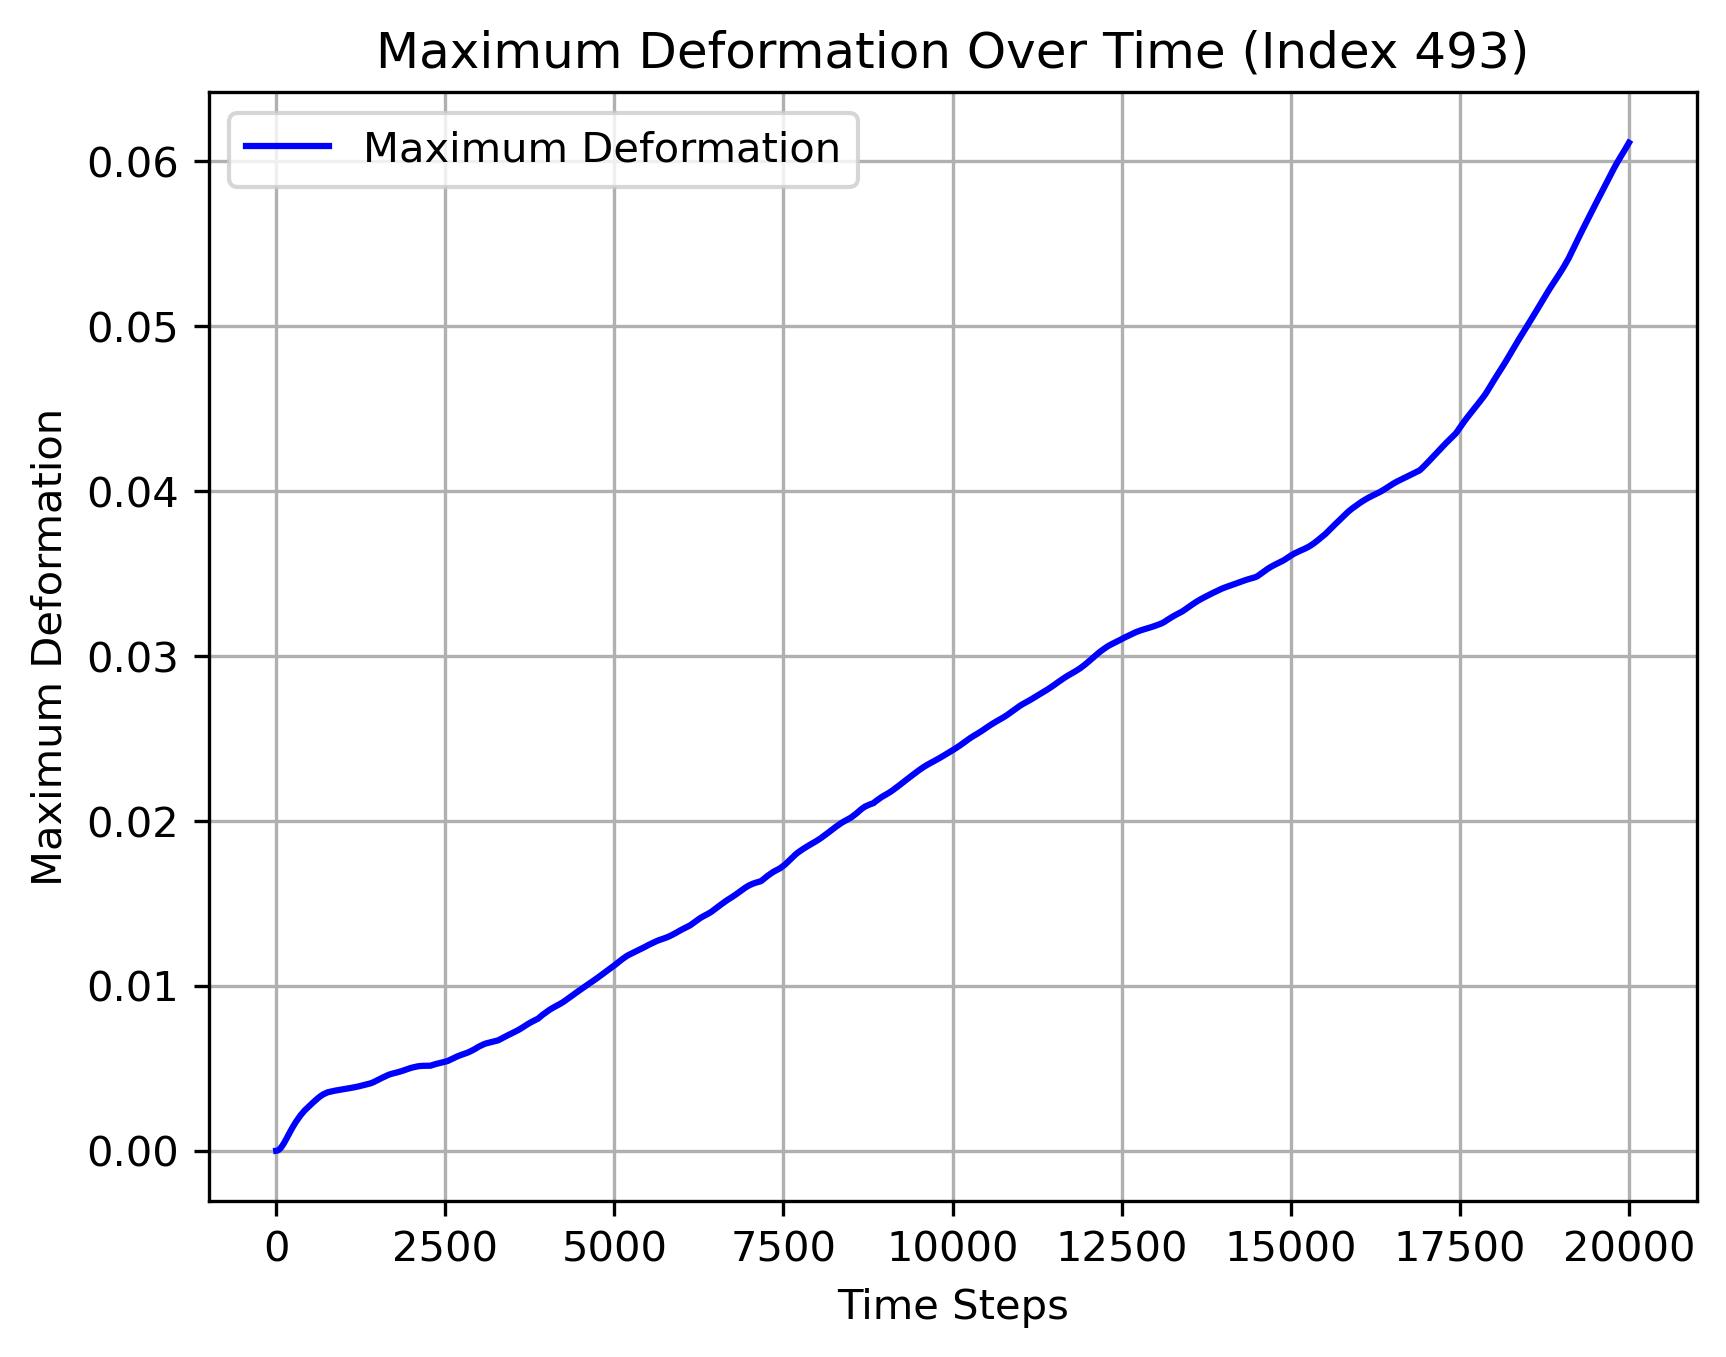 Maximum Deformation Over Time (Index 493)
Maximum Deformation
0.06
0.05
0.04
0.03
0.02
0.01
0.00
Maximum Deformation
0 2500 5000 7500 10000 12500 15000 17500 20000
Time Steps